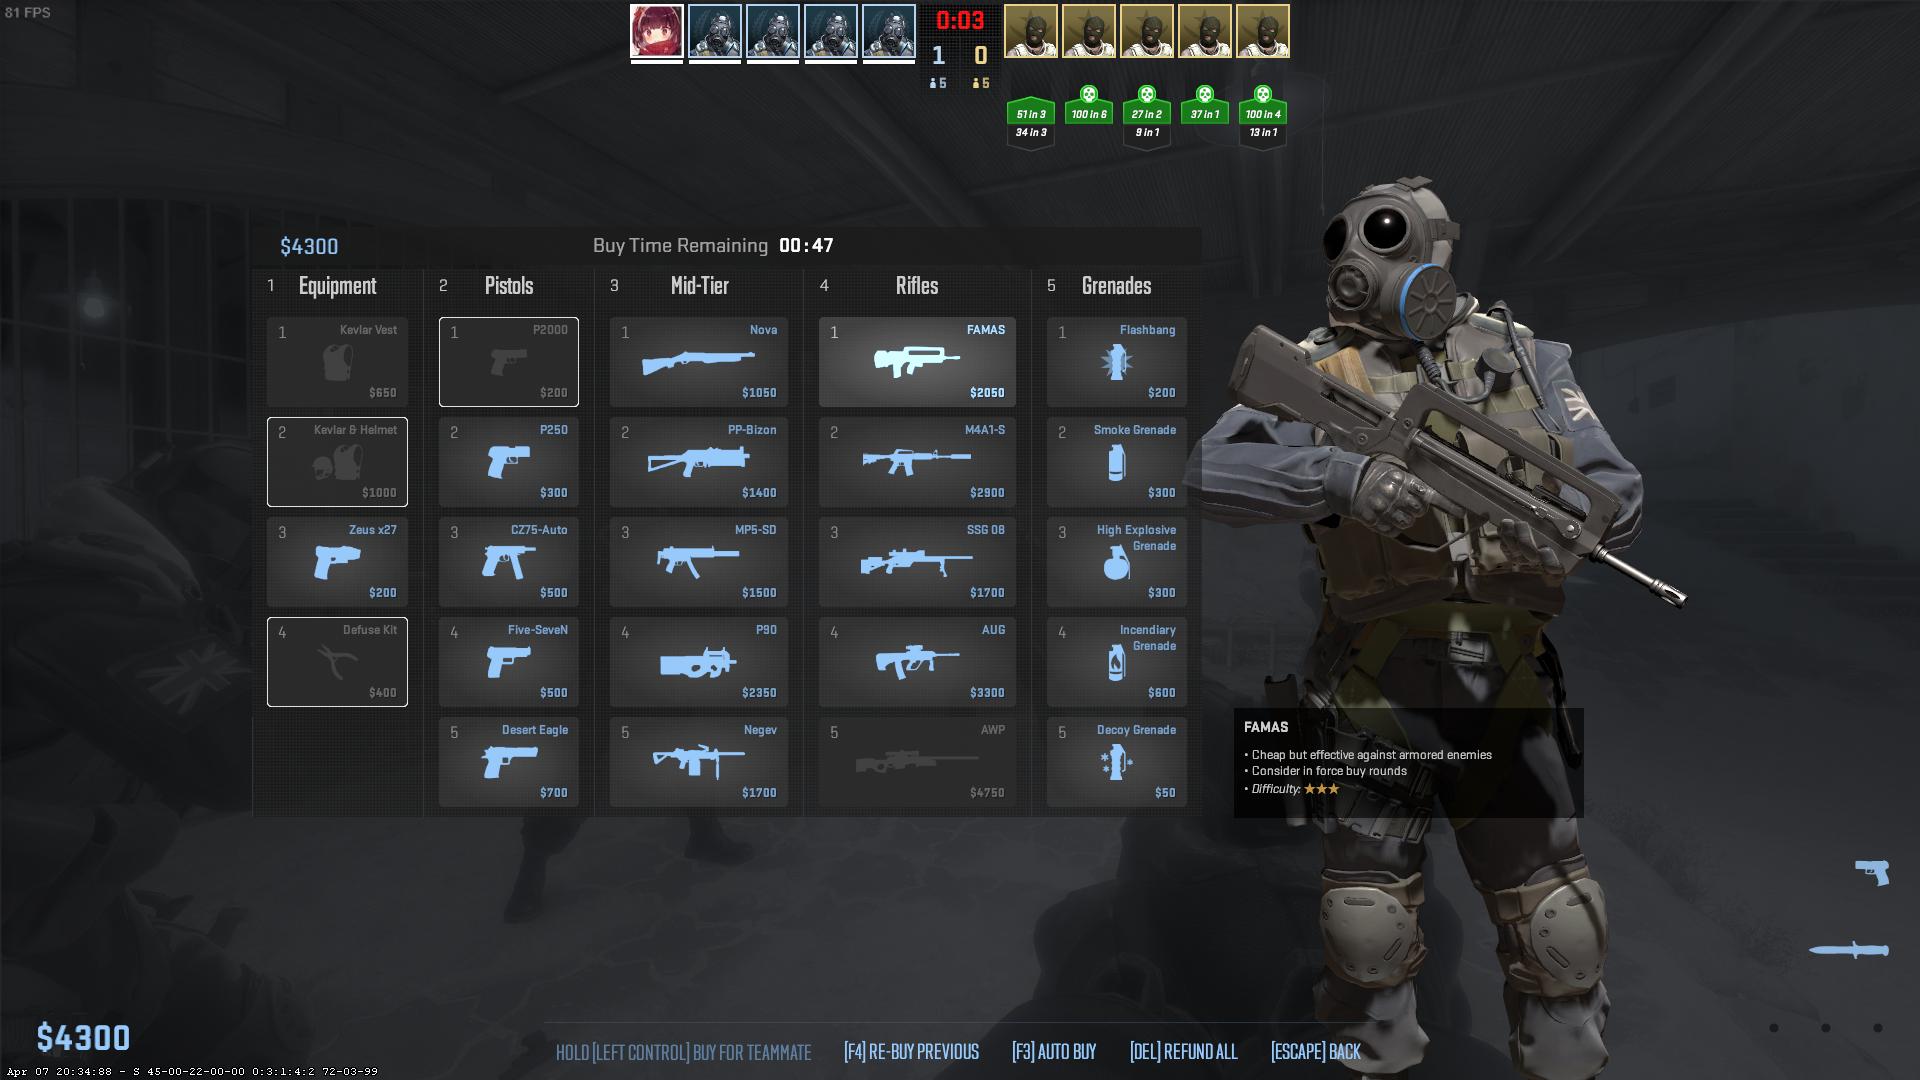 81 FPS
0:03
1 0
5 5
51 in 3 100 in 6 27 in 2 37 in 1 100 in 4
34 in 3 9 in 1 13 in 1
$4300 Buy Time Remaining 00:47
1 Equipment
1 Kevlar Vest
$650
2 Kevlar & Helmet
$1000
3 Zeus x27
$200
4 Defuse Kit
$400
2 Pistols
1 P2000
$200
2 P250
$300
3 CZ75-Auto
$500
4 Five-SeveN
$500
5 Desert Eagle
$700
3 Mid-Tier
1 Nova
$1050
2 PP-Bizon
$1400
3 MP5-SD
$1500
4 P90
$2350
5 Negev
$1700
4 Rifles
1 FAMAS
$2050
2 M4A1-S
$2900
3 SSG 08
$1700
4 AUG
$3300
5 AWP
$4750
5 Grenades
1 Flashbang
$200
2 Smoke Grenade
$300
3 High Explosive
Grenade
$300
4 Incendiary
Grenade
$600
5 Decoy Grenade
$50
FAMAS
• Cheap but effective against armored enemies
• Consider in force buy rounds
• Difficulty: ★★★
$4300
HOLD [LEFT CONTROL] BUY FOR TEAMMATE [F4] RE-BUY PREVIOUS [F3] AUTO BUY [DEL] REFUND ALL [ESCAPE] BACK
Apr 07 20:34:88 - S 45-00-22-00-00 0:3:1:4:2 72-03-99